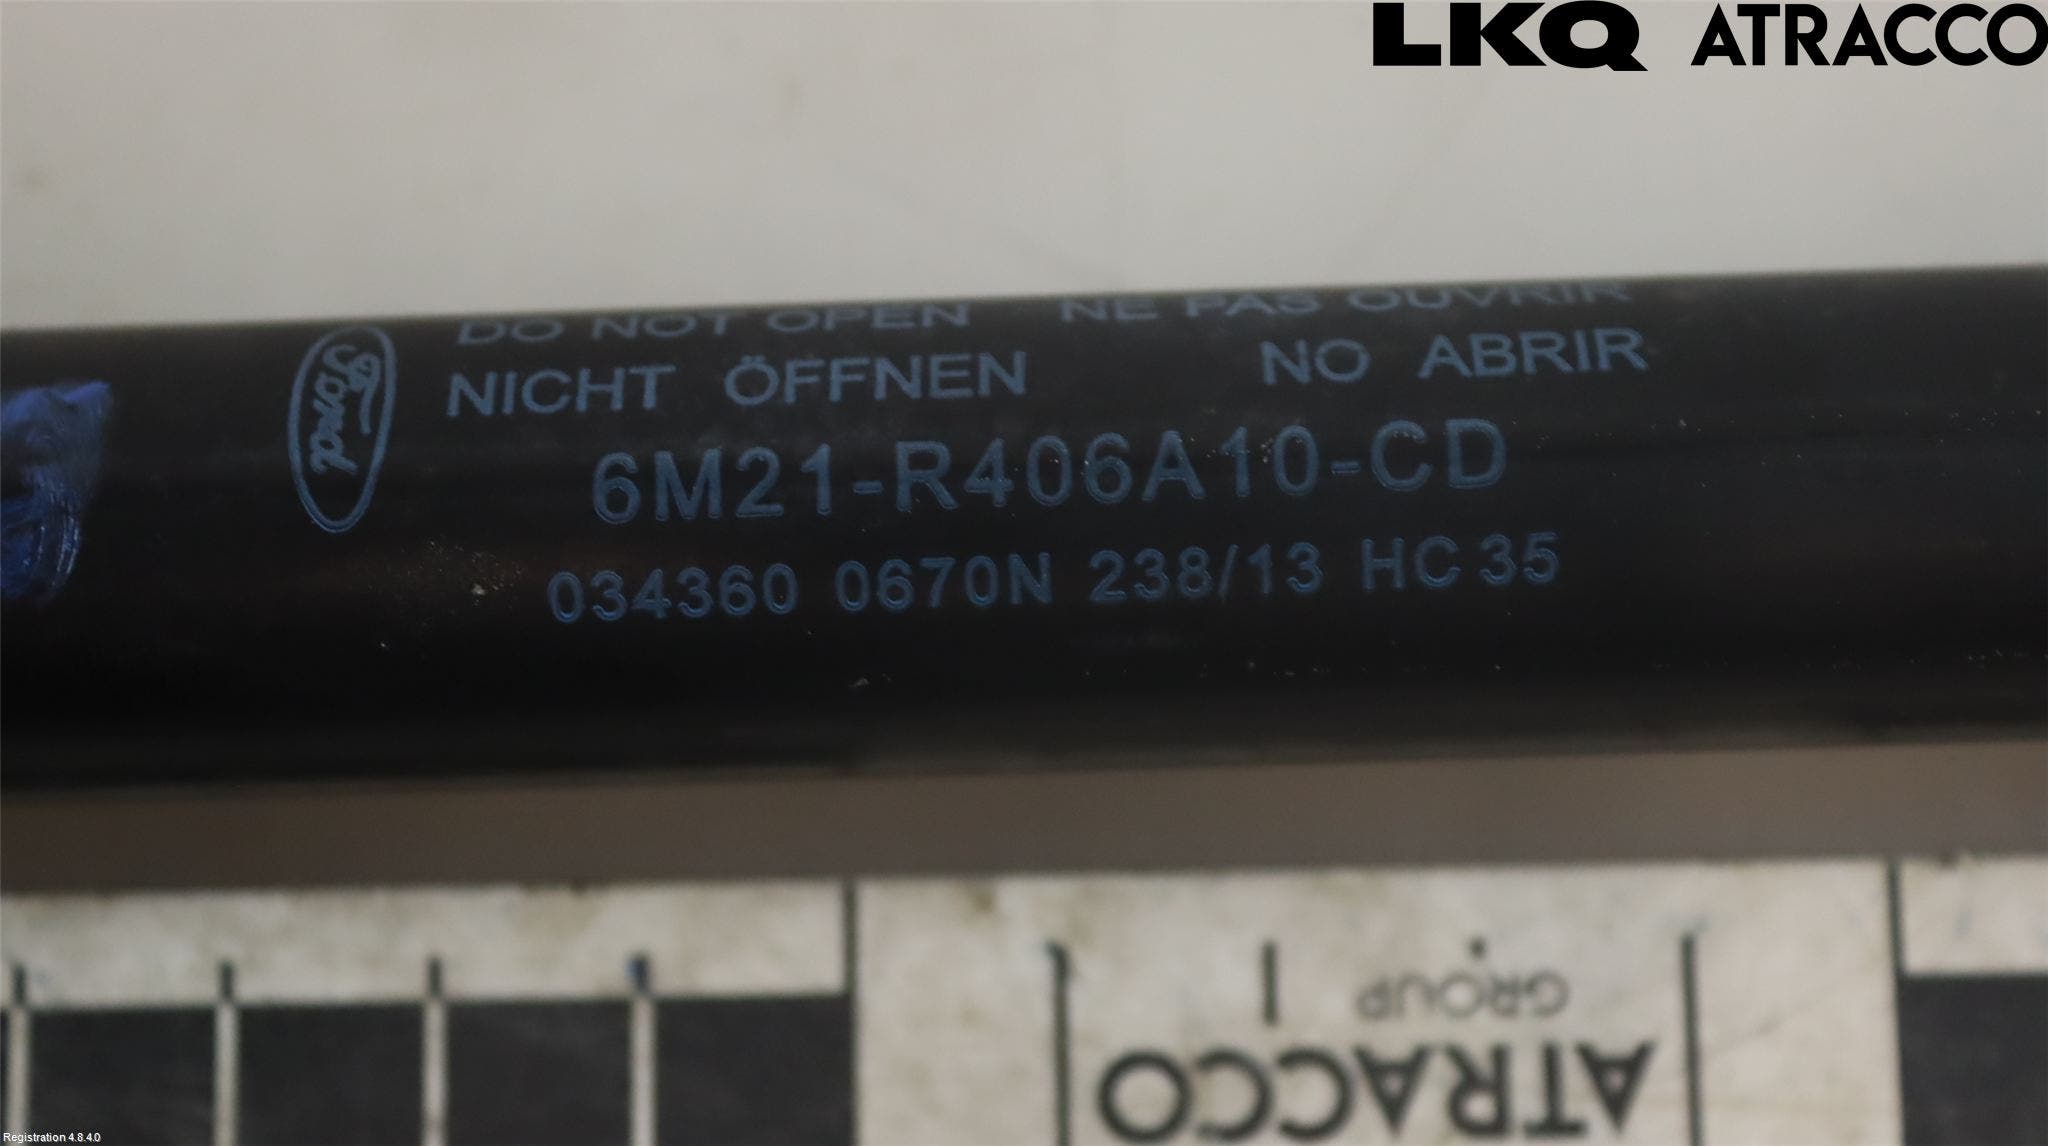 LKQ ATRACCO
DO NOT OPEN NE PAS OUVRIR
Ford
NICHT ÖFFNEN NO ABRIR
6M21-R406A10-CD
034360 0670N 238/13 HC 35
ATRACCO
GROUP
Registration 4.8.4.0